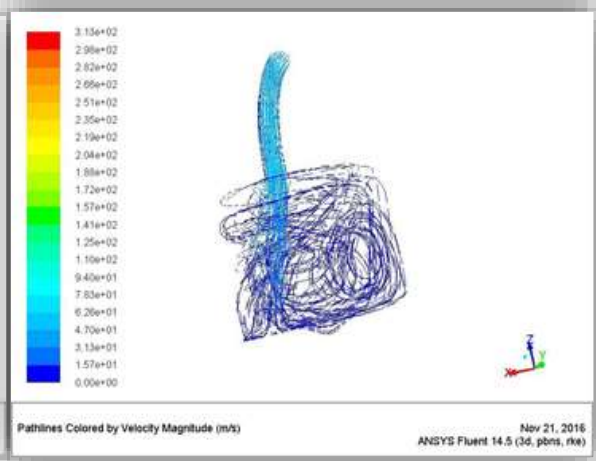 3.13e+02
2.98e+02
2.82e+02
2.66e+02
2.51e+02
2.35e+02
2.19e+02
2.04e+02
1.88e+02
1.72e+02
1.57e+02
1.41e+02
1.25e+02
1.10e+02
9.40e+01
7.83e+01
6.26e+01
4.70e+01
3.13e+01
1.57e+01
0.00e+00
Z
Y
X
Pathlines Colored by Velocity Magnitude (m/s)
Nov 21, 2016
ANSYS Fluent 14.5 (3d, pbns, rke)